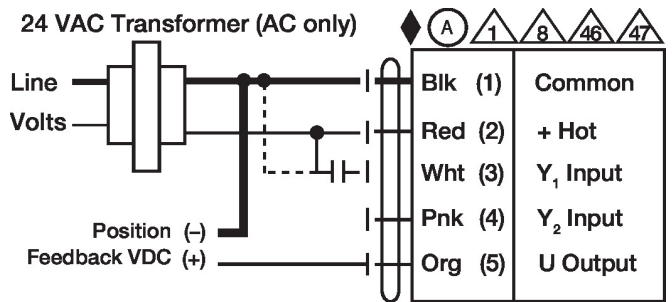 24 VAC Transformer (AC only)
A 1 8 46 47
Line
Volts
Blk (1) Common
Red (2) + Hot
Wht (3) Y₁ Input
Pnk (4) Y₂ Input
Position (–)
Feedback VDC (+)
Org (5) U Output